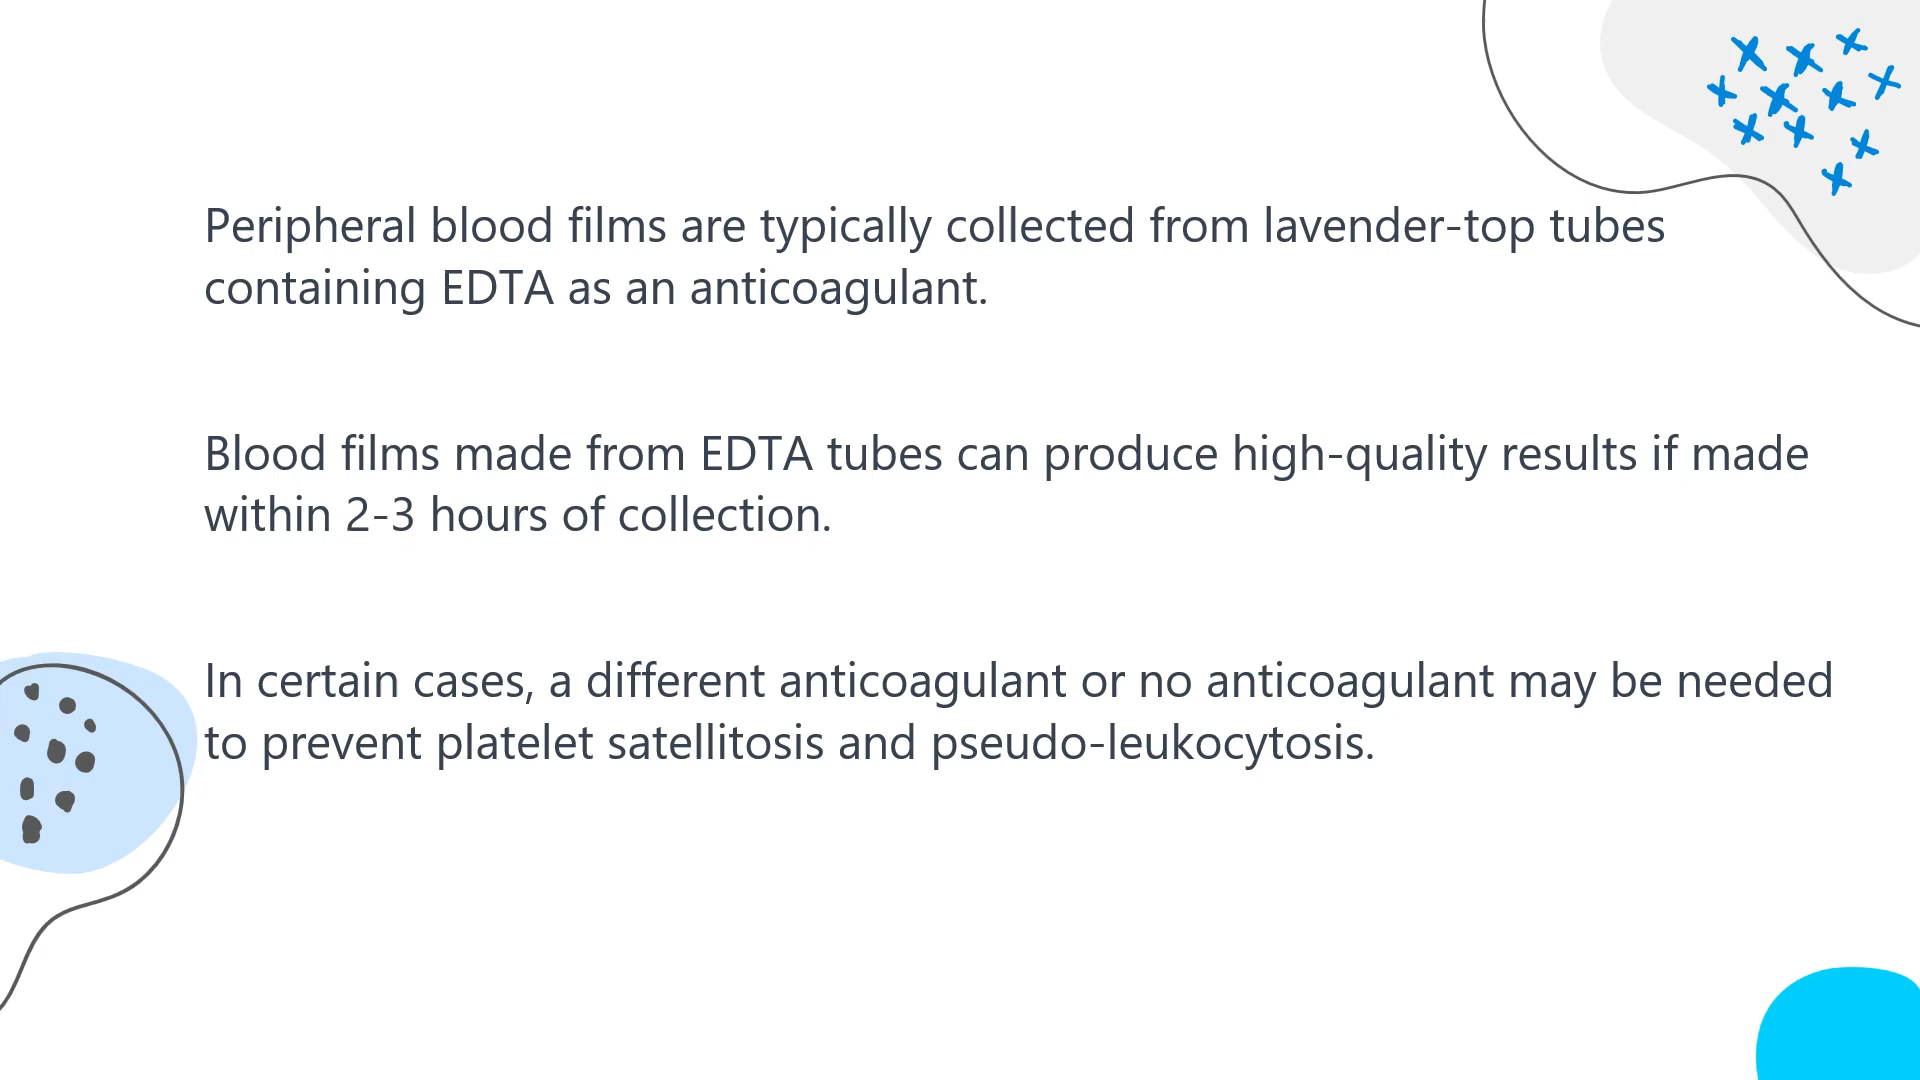 Peripheral blood films are typically collected from lavender-top tubes
containing EDTA as an anticoagulant.
Blood films made from EDTA tubes can produce high-quality results if made
within 2-3 hours of collection.
In certain cases, a different anticoagulant or no anticoagulant may be needed
to prevent platelet satellitosis and pseudo-leukocytosis.